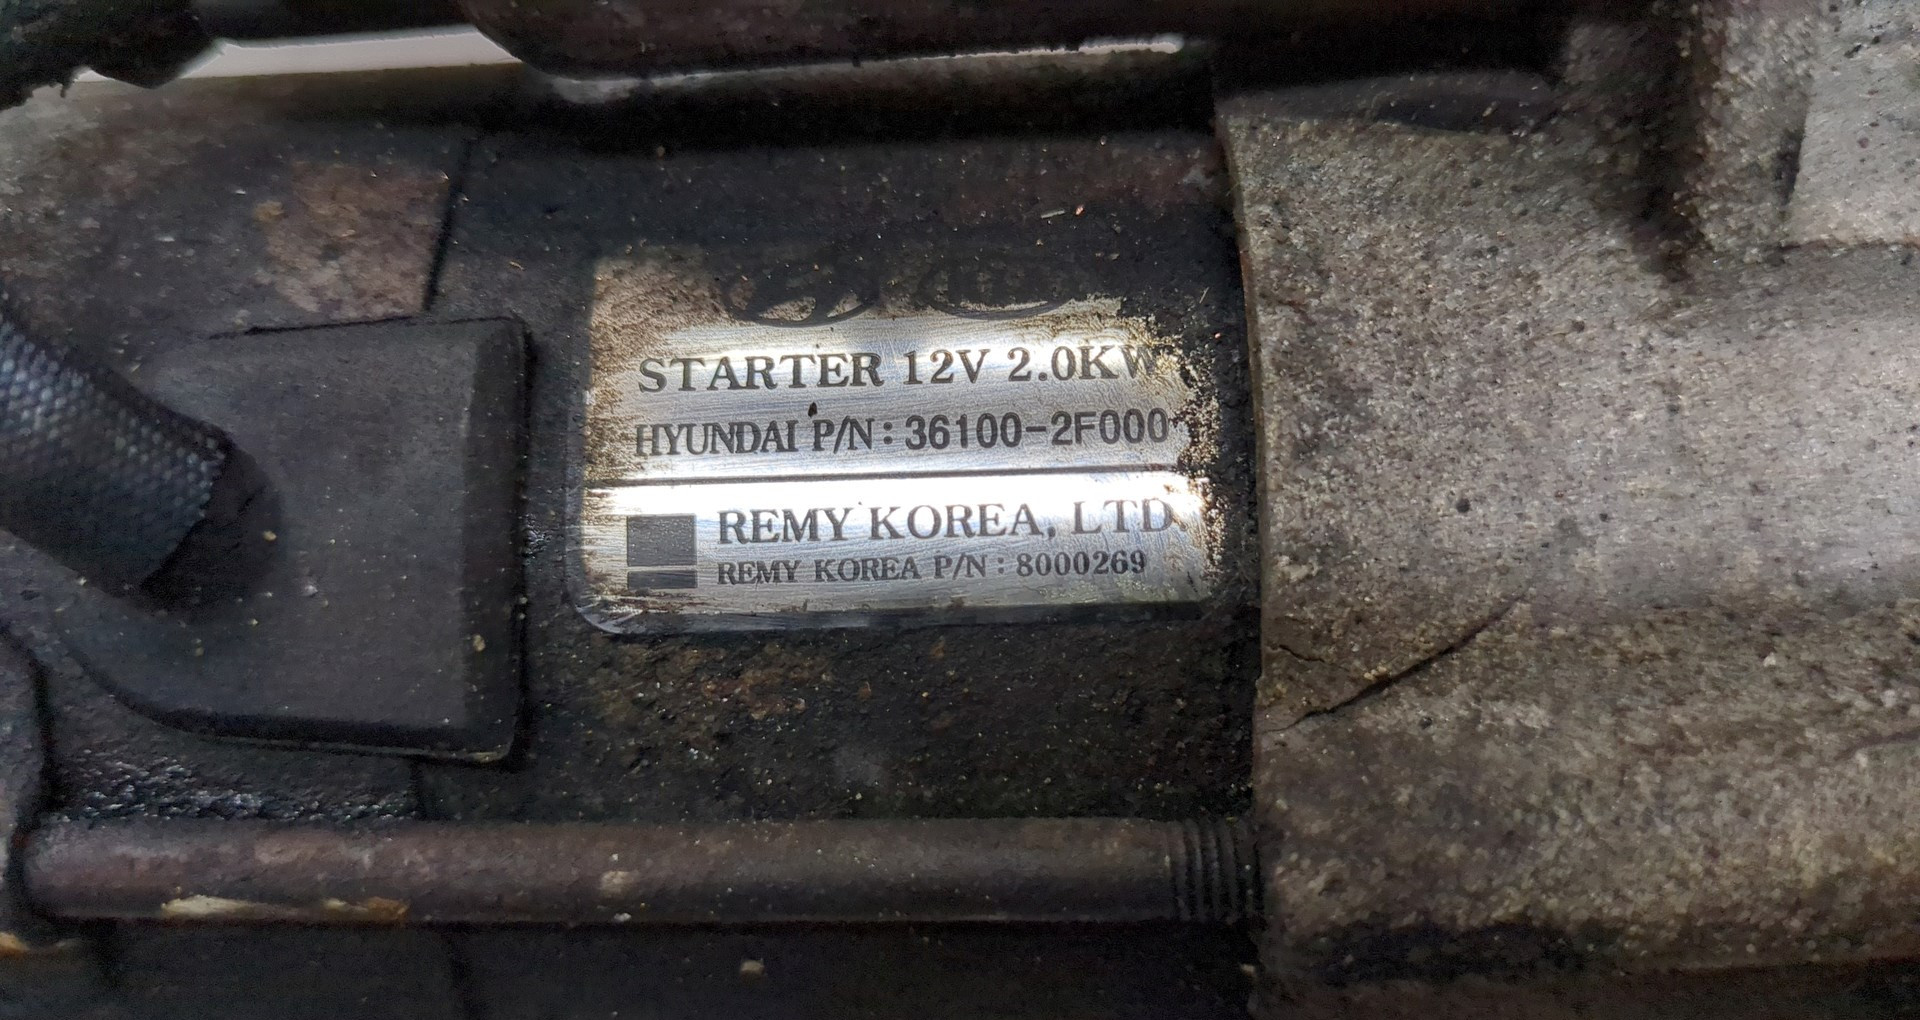 STARTER 12V 2.0KW
HYUNDAI P/N: 36100-2F000
REMY KOREA, LTD.
REMY KOREA P/N : 8000269